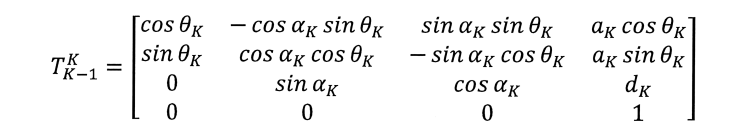 cos θ_K   − cos α_K sin θ_K   sin α_K sin θ_K   a_K cos θ_K
T_{K−1}^K = sin θ_K   cos α_K cos θ_K   − sin α_K cos θ_K   a_K sin θ_K
0   sin α_K   cos α_K   d_K
0   0   0   1